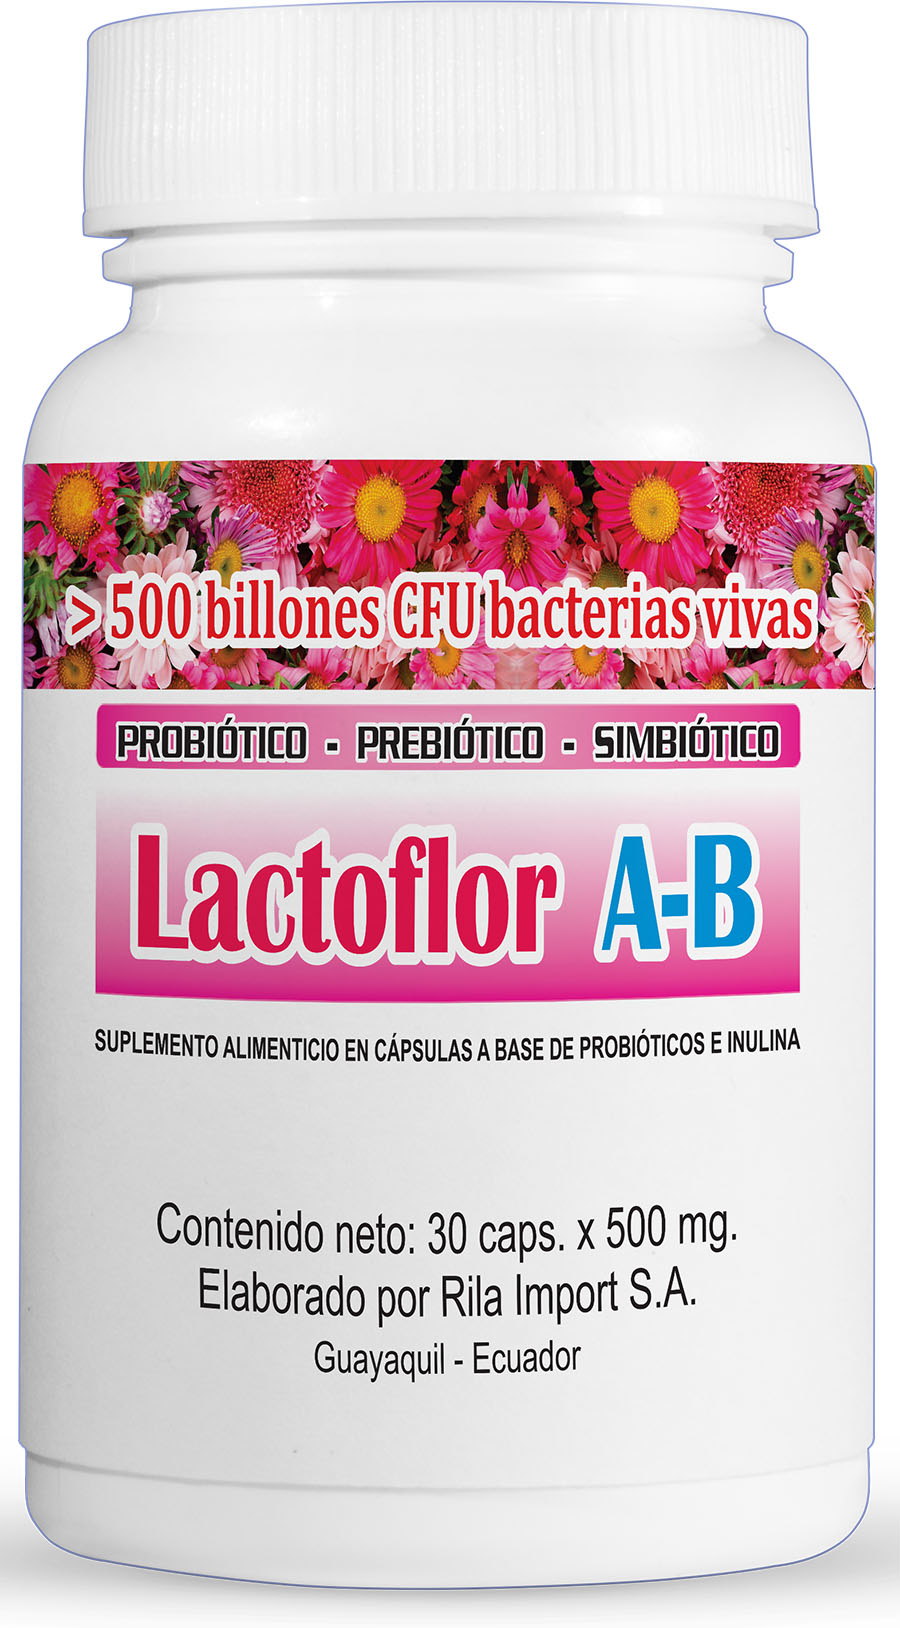 > 500 billones CFU bacterias vivas
PROBIÓTICO - PREBIÓTICO - SIMBIÓTICO
Lactoflor A-B
SUPLEMENTO ALIMENTICIO EN CÁPSULAS A BASE DE PROBIÓTICOS E INULINA
Contenido neto: 30 caps. x 500 mg.
Elaborado por Rila Import S.A.
Guayaquil - Ecuador